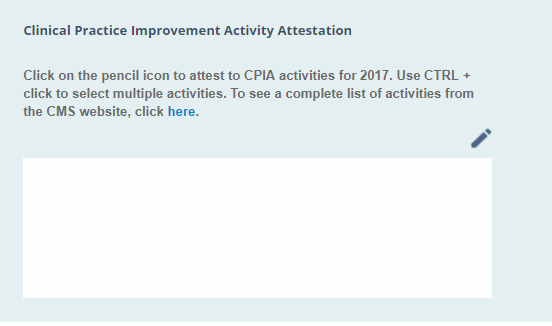 Clinical Practice Improvement Activity Attestation
Click on the pencil icon to attest to CPIA activities for 2017. Use CTRL +
click to select multiple activities. To see a complete list of activities from
the CMS website, click here.